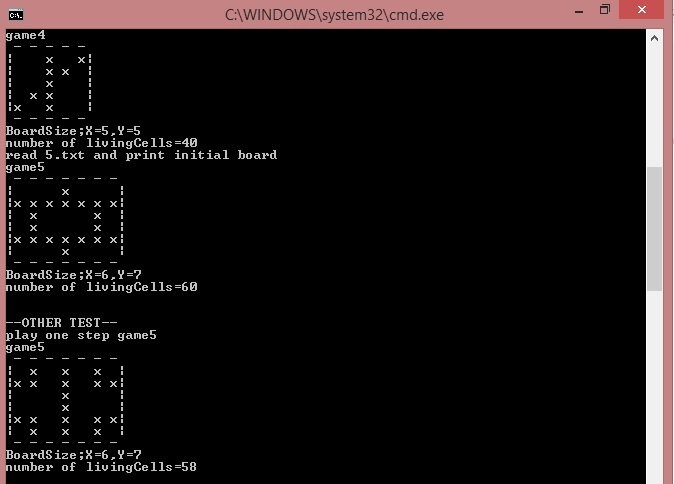 C:\WINDOWS\system32\cmd.exe
C:\.
game4
 - - - - -
¦    x   x¦
¦    x x  ¦
¦    x    ¦
¦  x x    ¦
¦x   x    ¦
 - - - - -
BoardSize;X=5,Y=5
number of livingCells=40
read 5.txt and print initial board
game5
 - - - - - - -
¦      x      ¦
¦x x x x x x x¦
¦  x       x  ¦
¦  x       x  ¦
¦x x x x x x x¦
¦      x      ¦
 - - - - - - -
BoardSize;X=6,Y=7
number of livingCells=60
--OTHER TEST--
play one step game5
game5
 - - - - - - -
¦  x   x   x  ¦
¦x x   x   x x¦
¦      x      ¦
¦      x      ¦
¦x x   x   x x¦
¦  x   x   x  ¦
 - - - - - - -
BoardSize;X=6,Y=7
number of livingCells=58